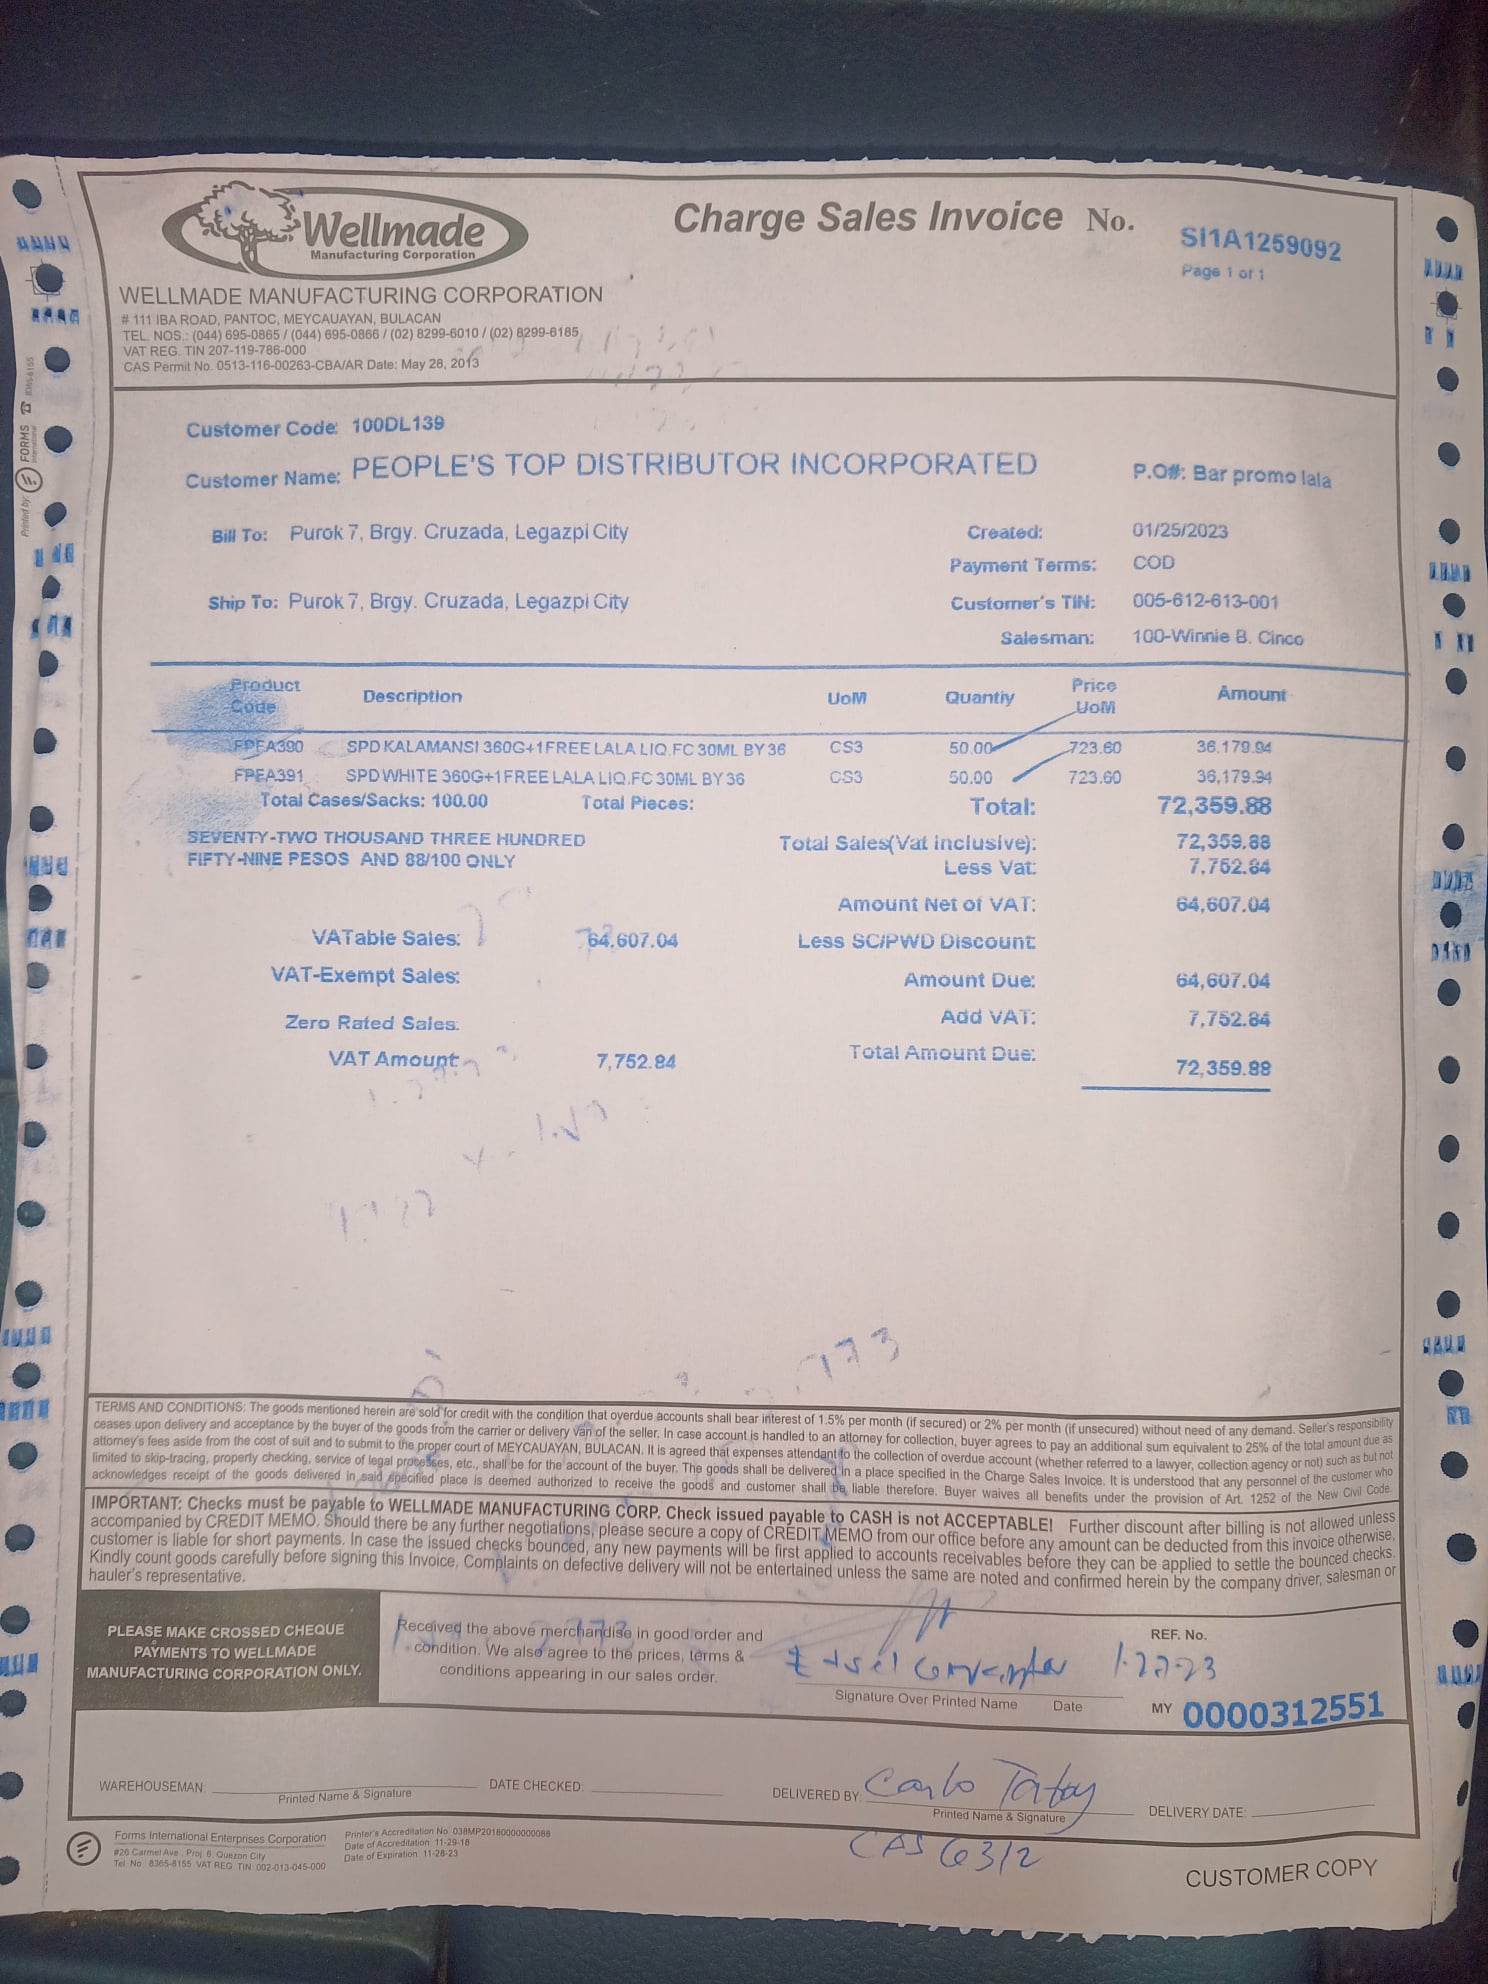 Wellmade
Manufacturing Corporation
Charge Sales Invoice No.
SI1A1259092
Page 1 of 1
WELLMADE MANUFACTURING CORPORATION
# 111 IBA ROAD, PANTOC, MEYCAUAYAN, BULACAN
TEL. NOS.: (044) 695-0865 / (044) 695-0866 / (02) 8299-6010 / (02) 8299-6185
VAT REG. TIN 207-119-786-000
CAS Permit No. 0513-116-00263-CBA/AR Date: May 28, 2013
Printed by: FORMS International ☎ 8365-8155
Customer Code: 100DL139
Customer Name: PEOPLE'S TOP DISTRIBUTOR INCORPORATED P.O#: Bar promo lala
Bill To: Purok 7, Brgy. Cruzada, Legazpi City Created: 01/25/2023
Payment Terms: COD
Ship To: Purok 7, Brgy. Cruzada, Legazpi City Customer's TIN: 005-612-613-001
Salesman: 100-Winnie B. Cinco
Product Code Description UoM Quantiy Price UoM Amount
FPFA390 SPD KALAMANSI 360G+1FREE LALA LIQ.FC 30ML BY 36 CS3 50.00 723.60 36,179.94
FPFA391 SPD WHITE 360G+1FREE LALA LIQ.FC 30ML BY 36 CS3 50.00 723.60 36,179.94
Total Cases/Sacks: 100.00 Total Pieces: Total: 72,359.88
SEVENTY-TWO THOUSAND THREE HUNDRED Total Sales(Vat inclusive): 72,359.88
FIFTY-NINE PESOS AND 88/100 ONLY Less Vat: 7,752.84
Amount Net of VAT: 64,607.04
VATable Sales: 64,607.04 Less SC/PWD Discount:
VAT-Exempt Sales: Amount Due: 64,607.04
Zero Rated Sales: Add VAT: 7,752.84
VAT Amount: 7,752.84 Total Amount Due: 72,359.88
TERMS AND CONDITIONS: The goods mentioned herein are sold for credit with the condition that overdue accounts shall bear interest of 1.5% per month (if secured) or 2% per month (if unsecured) without need of any demand. Seller's responsibility
ceases upon delivery and acceptance by the buyer of the goods from the carrier or delivery van of the seller. In case account is handled to an attorney for collection, buyer agrees to pay an additional sum equivalent to 25% of the total amount due as
attorney's fees aside from the cost of suit and to submit to the proper court of MEYCAUAYAN, BULACAN. It is agreed that expenses attendant to the collection of overdue account (whether referred to a lawyer, collection agency or not) such as but not
limited to skip-tracing, property checking, service of legal processes, etc., shall be for the account of the buyer. The goods shall be delivered in a place specified in the Charge Sales Invoice. It is understood that any personnel of the customer who
acknowledges receipt of the goods delivered in said specified place is deemed authorized to receive the goods and customer shall be liable therefore. Buyer waives all benefits under the provision of Art. 1252 of the New Civil Code.
IMPORTANT: Checks must be payable to WELLMADE MANUFACTURING CORP. Check issued payable to CASH is not ACCEPTABLE! Further discount after billing is not allowed unless
accompanied by CREDIT MEMO. Should there be any further negotiations, please secure a copy of CREDIT MEMO from our office before any amount can be deducted from this invoice otherwise,
customer is liable for short payments. In case the issued checks bounced, any new payments will be first applied to accounts receivables before they can be applied to settle the bounced checks.
Kindly count goods carefully before signing this Invoice, Complaints on defective delivery will not be entertained unless the same are noted and confirmed herein by the company driver, salesman or
hauler's representative.
PLEASE MAKE CROSSED CHEQUE
PAYMENTS TO WELLMADE
MANUFACTURING CORPORATION ONLY.
Received the above merchandise in good order and
condition. We also agree to the prices, terms &
conditions appearing in our sales order.
1-27-23
Signature Over Printed Name Date
REF. No.
MY 0000312551
WAREHOUSEMAN: DATE CHECKED: DELIVERED BY: Carlo Tatoy DELIVERY DATE:
Printed Name & Signature Printed Name & Signature
CAS 6312
Forms International Enterprises Corporation
#26 Carmel Ave., Proj. 6, Quezon City
Tel. No. 8365-8155 VAT REG. TIN: 002-013-045-000
Printer's Accreditation No. 038MP20180000000088
Date of Accreditation: 11-29-18
Date of Expiration: 11-28-23
CUSTOMER COPY